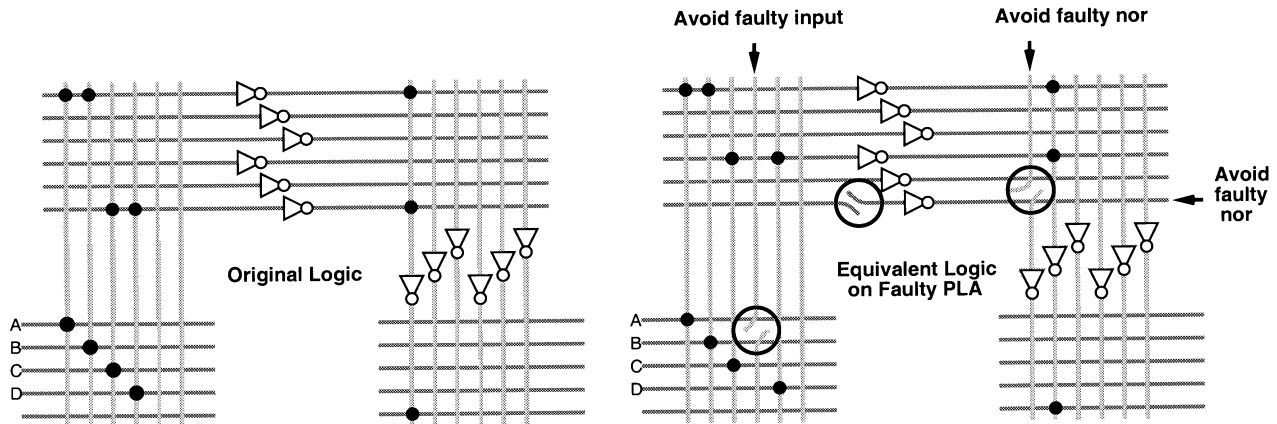 Avoid faulty input
Avoid faulty nor
Avoid
faulty
nor
Original Logic
Equivalent Logic
on Faulty PLA
A
B
C
D
A
B
C
D